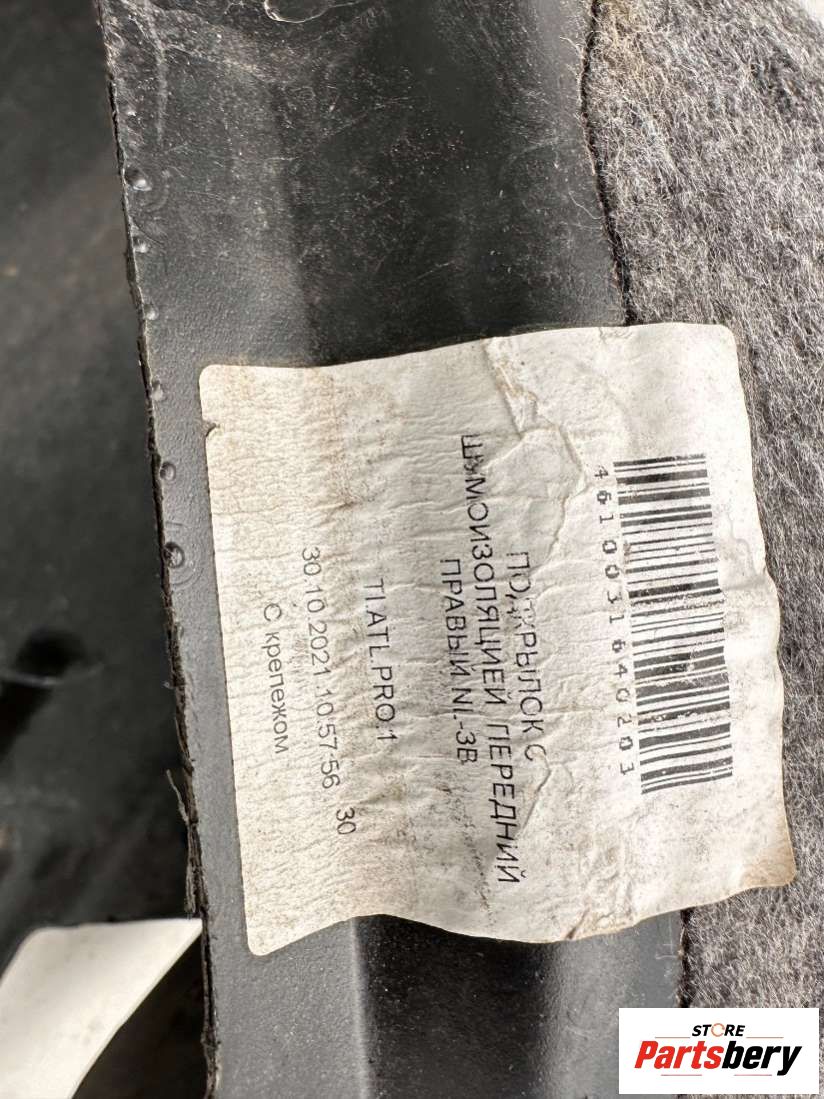 4610031640203
ПОДКРЫЛОК С
ШУМОИЗОЛЯЦИЕЙ ПЕРЕДНИЙ
ПРАВЫЙ NL-3B
TI.ATL.PRO.1
30.10.2021 10:57:56 30
С крепежом
STORE
Partsbery